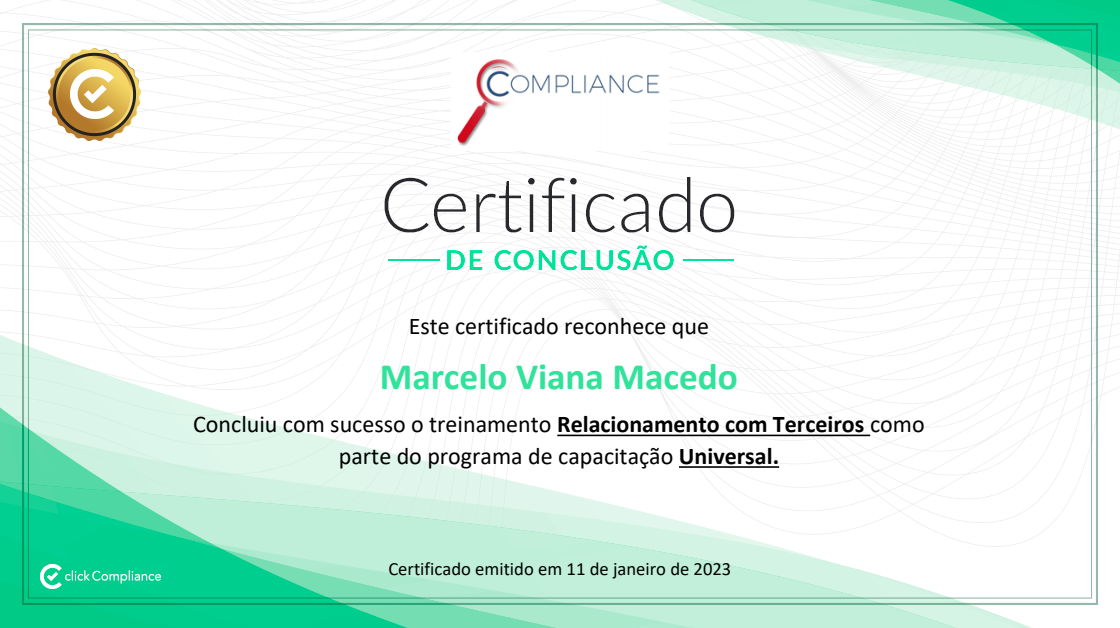 COMPLIANCE
Certificado
DE CONCLUSÃO
Este certificado reconhece que
Marcelo Viana Macedo
Concluiu com sucesso o treinamento Relacionamento com Terceiros como
parte do programa de capacitação Universal.
Certificado emitido em 11 de janeiro de 2023
click Compliance